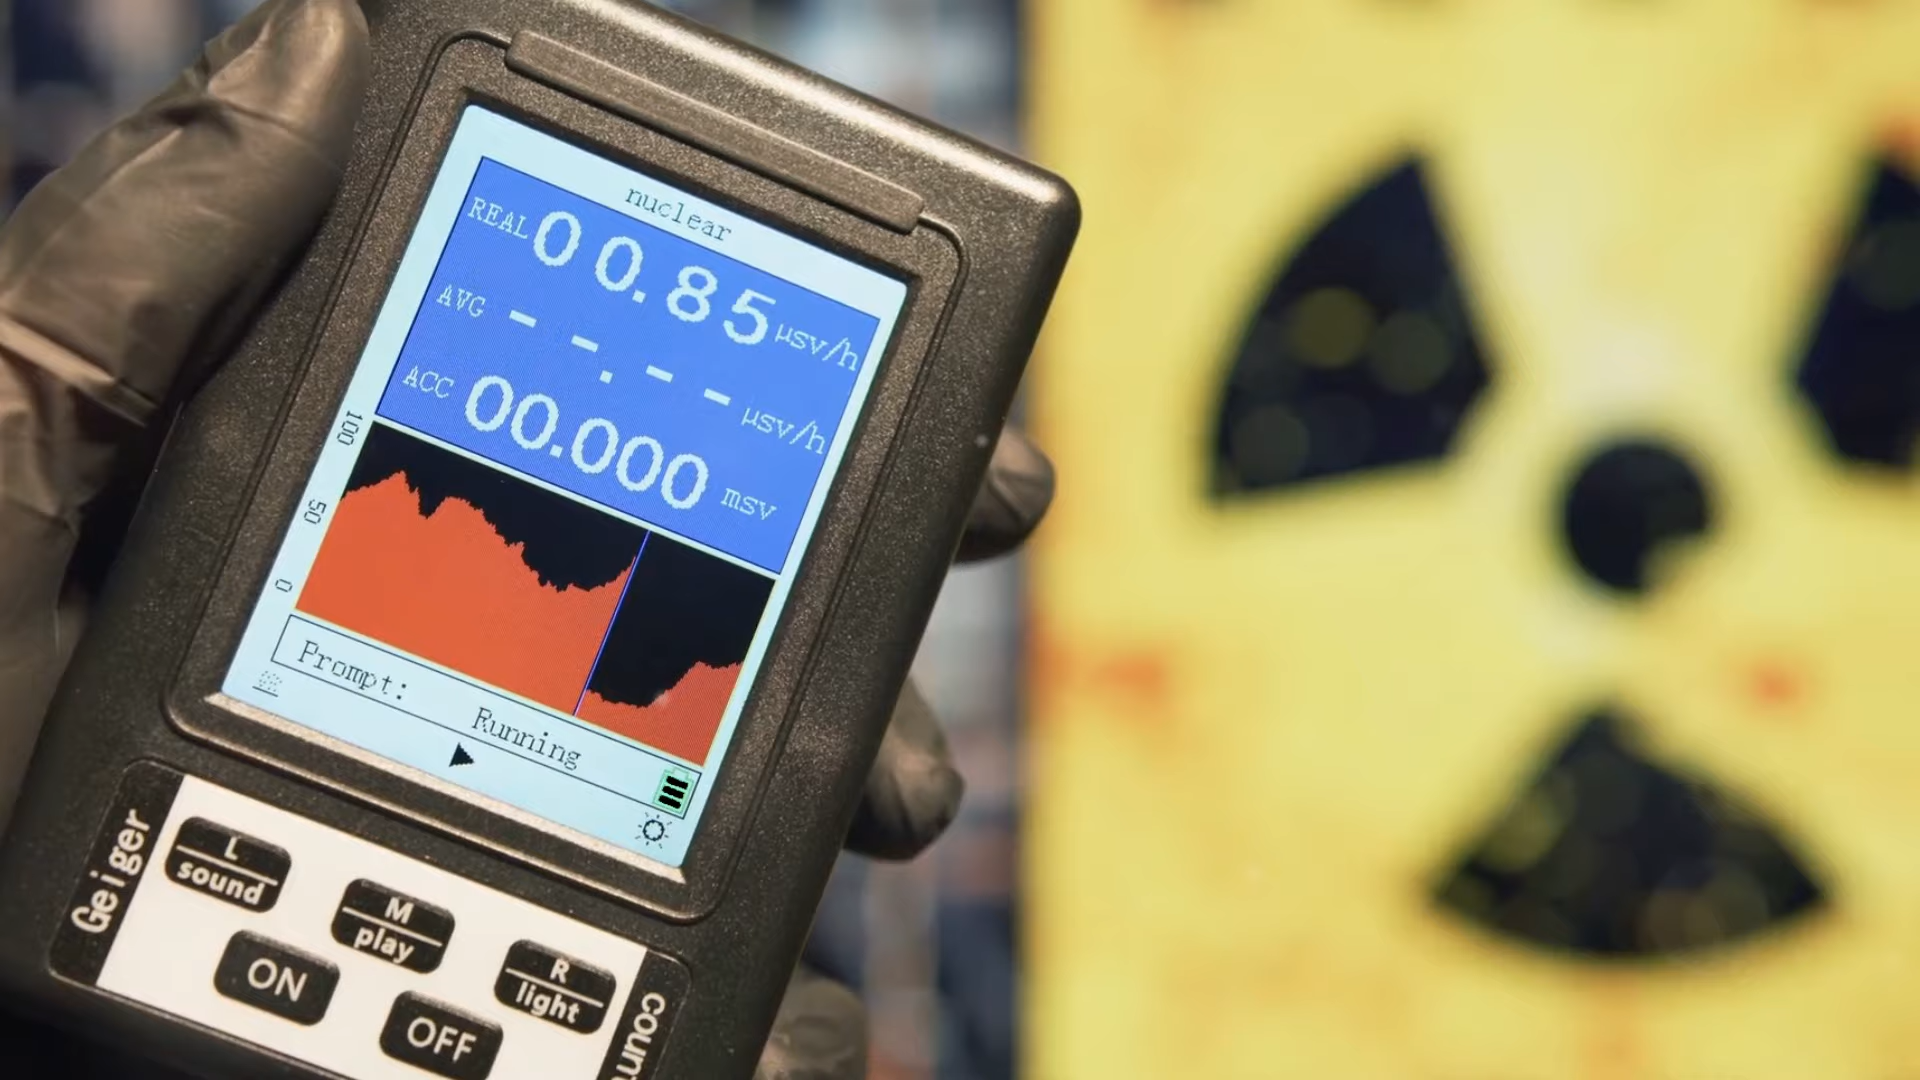 nuclear
REAL 00.85 μsv/h
AVG --.-- μsv/h
ACC 00.000 msv
100
50
0
Prompt:
Running
Geiger
L
sound
M
play
R
light
ON
OFF
coun